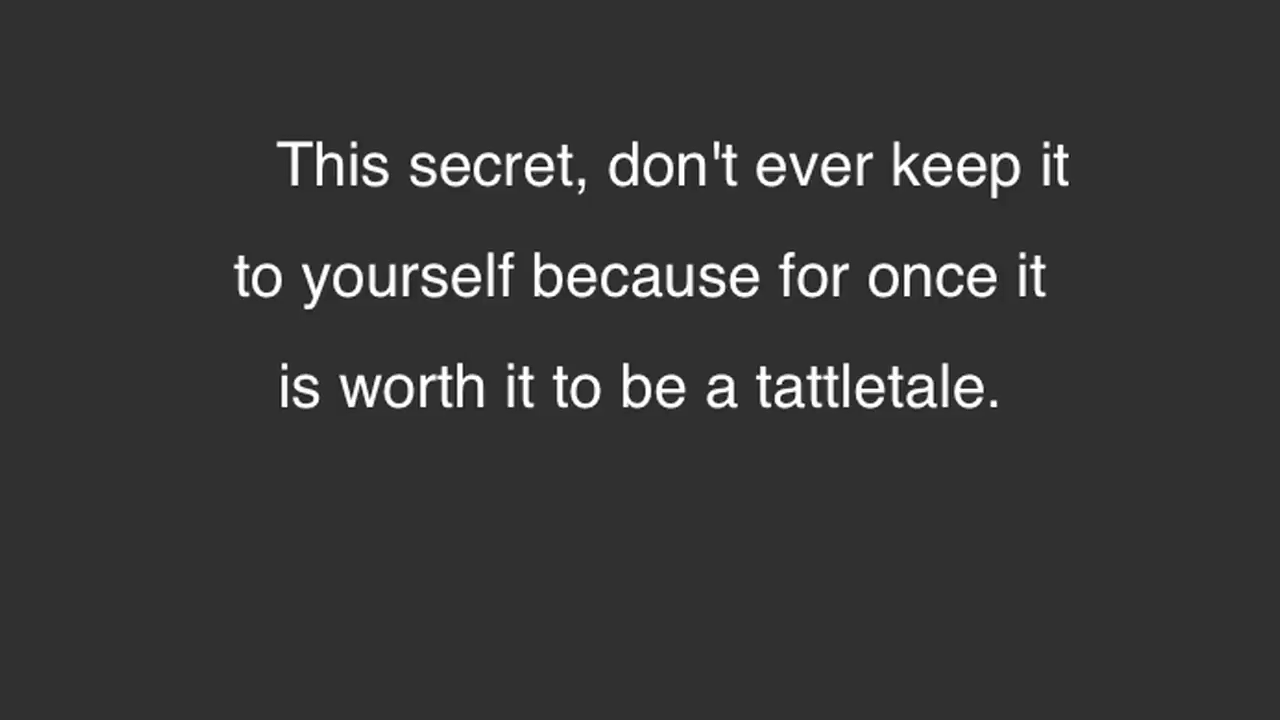 This secret, don't ever keep it
to yourself because for once it
is worth it to be a tattletale.